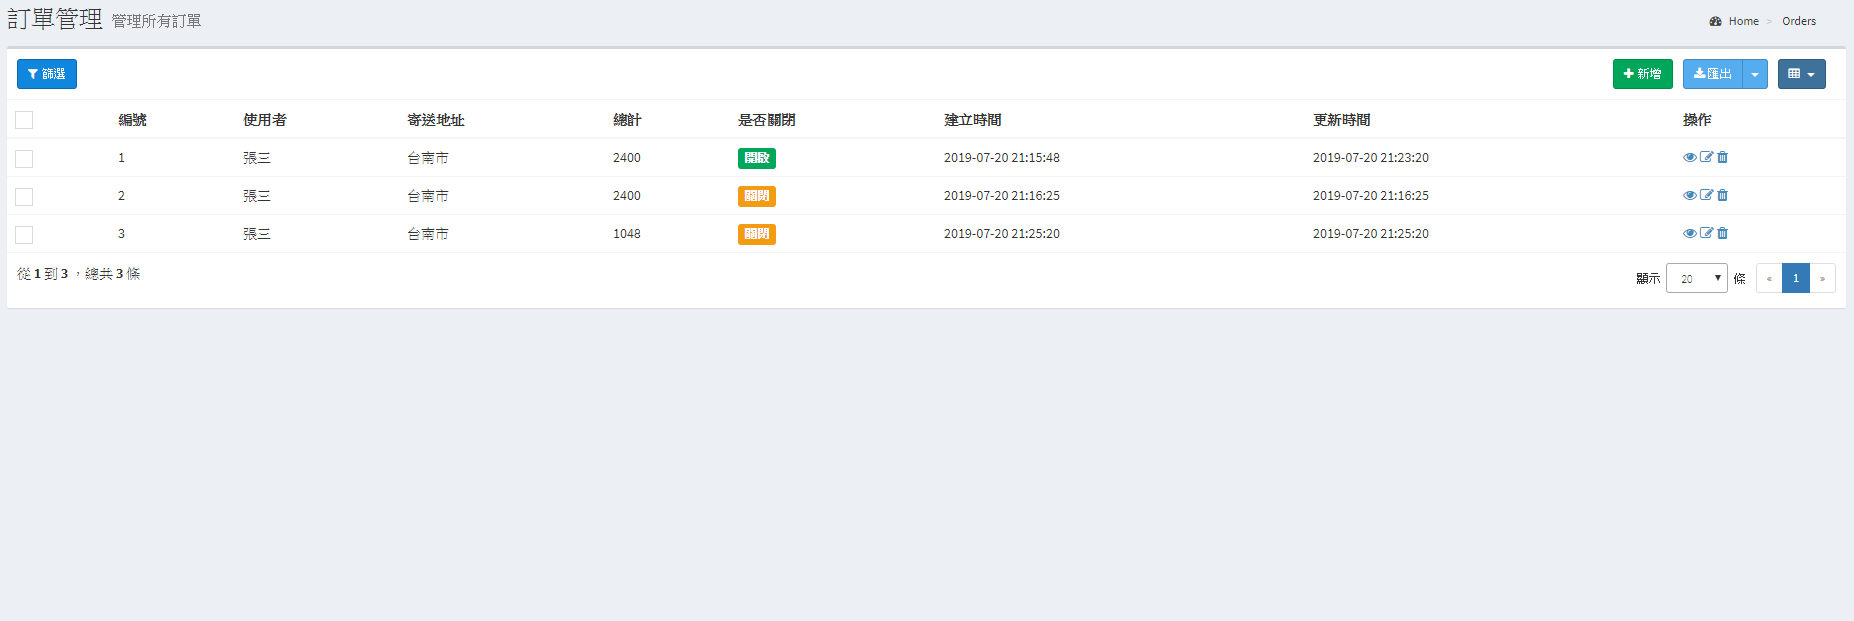 訂單管理 管理所有訂單
Home > Orders
篩選 新增 匯出
編號 使用者 寄送地址 總計 是否關閉 建立時間 更新時間 操作
1 張三 台南市 2400 開啟 2019-07-20 21:15:48 2019-07-20 21:23:20
2 張三 台南市 2400 關閉 2019-07-20 21:16:25 2019-07-20 21:16:25
3 張三 台南市 1048 關閉 2019-07-20 21:25:20 2019-07-20 21:25:20
從 1 到 3 ，總共 3 條
顯示 20 條 « 1 »